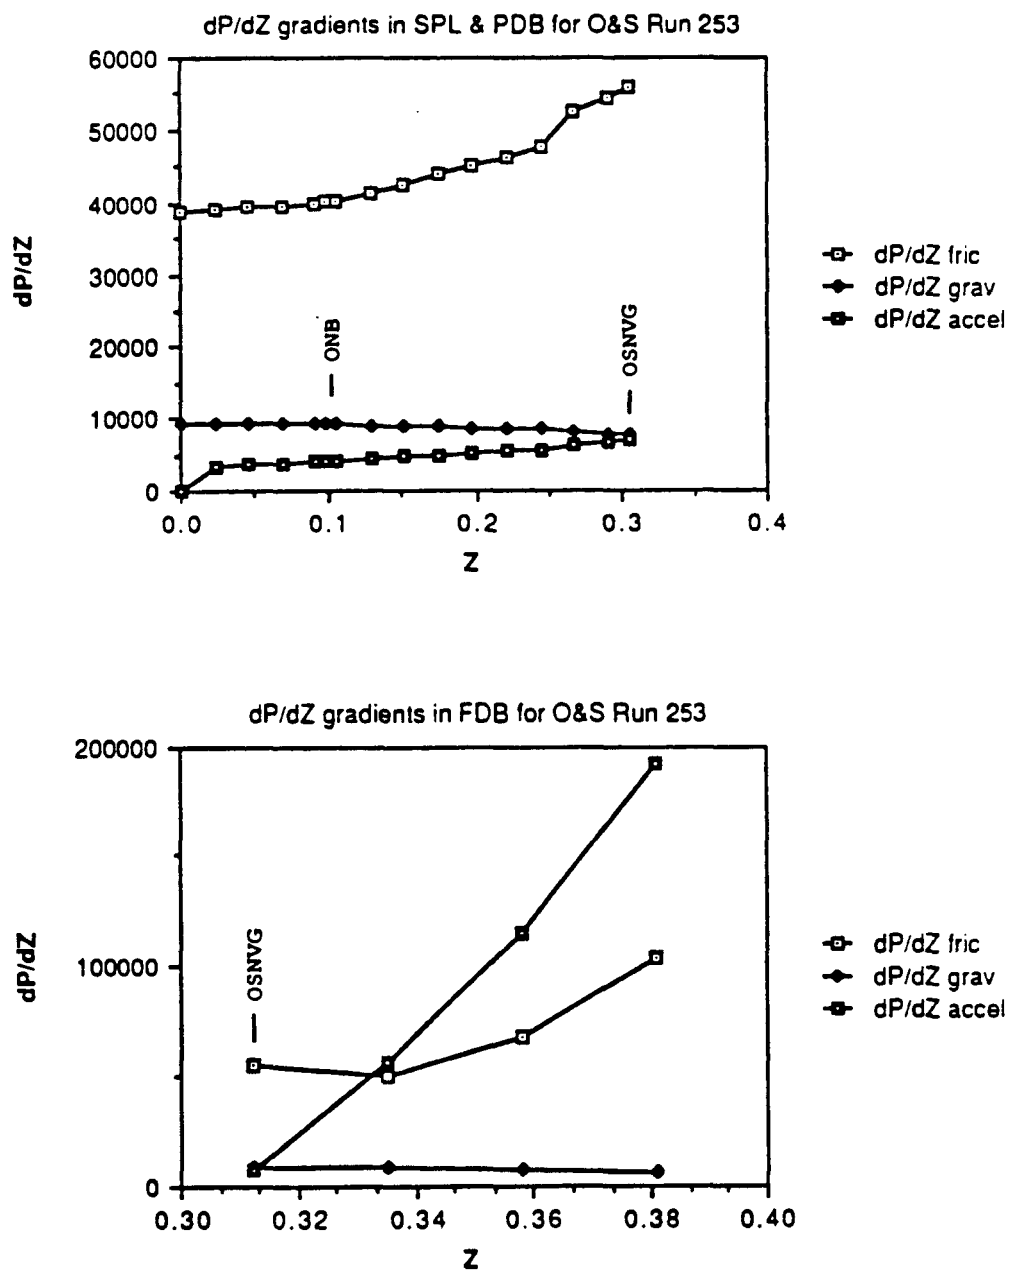 dP/dZ gradients in SPL & PDB for O&S Run 253
60000
50000
40000
30000
20000
10000
0
dP/dZ
ONB
OSNVG
0.0
0.1
0.2
0.3
0.4
Z
dP/dZ fric
dP/dZ grav
dP/dZ accel
dP/dZ gradients in FDB for O&S Run 253
200000
100000
0
dP/dZ
OSNVG
0.30
0.32
0.34
0.36
0.38
0.40
Z
dP/dZ fric
dP/dZ grav
dP/dZ accel